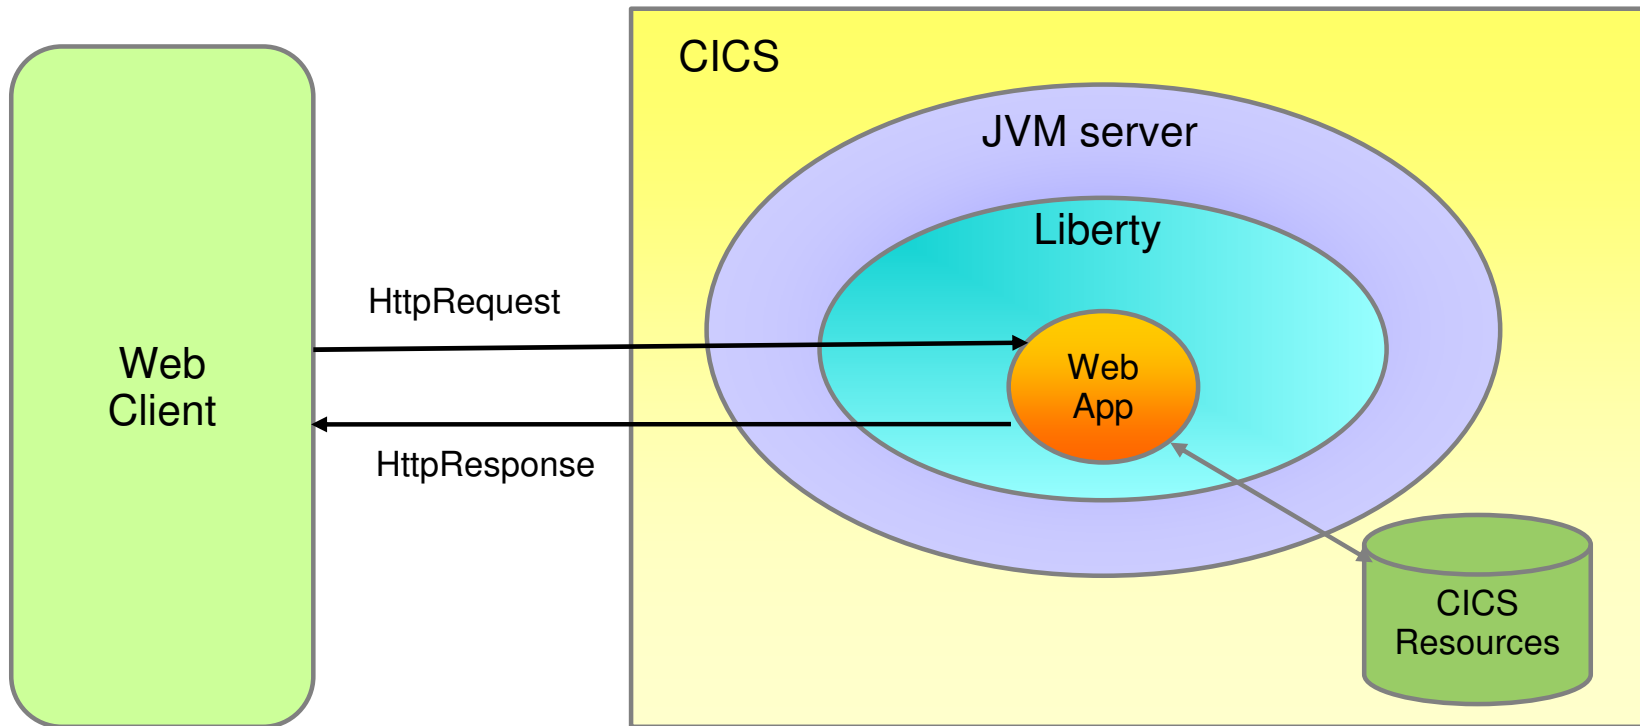 CICS
JVM server
Liberty
HttpRequest
Web
Client
Web
App
HttpResponse
CICS
Resources